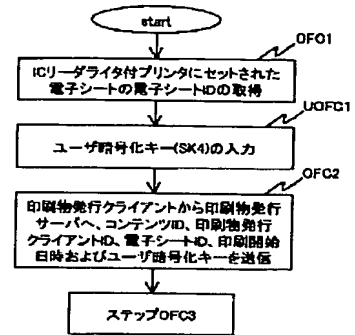 start
OFC1
ICリーダライタ付プリンタにセットされた
電子シートの電子シートIDの取得
UOFC1
ユーザ暗号化キー(SK4)の入力
OFC2
印刷物発行クライアントから印刷物発行
サーバへ、コンテンツID、印刷物発行
クライアントID、電子シートID、印刷開始
日時およびユーザ暗号化キーを送信
ステップOFC3